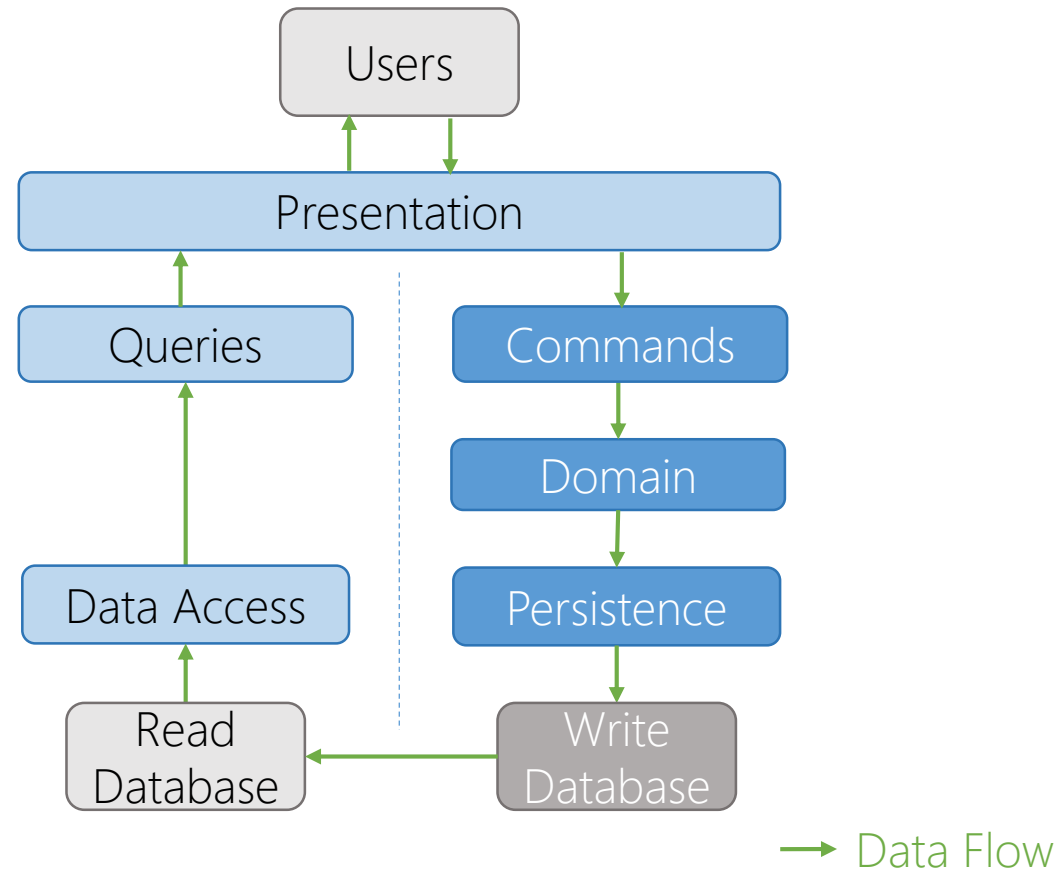 Users
Presentation
Queries
Commands
Domain
Data Access
Persistence
Read
Database
Write
Database
Data Flow